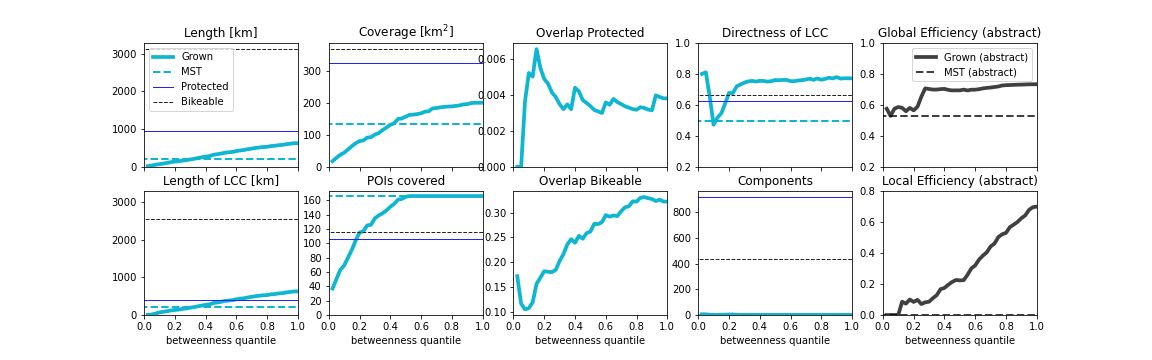 Length [km]
Coverage [km²]
Overlap Protected
Directness of LCC
Global Efficiency (abstract)
3000
2000
1000
0
Grown
MST
Protected
Bikeable
300
200
100
0
0.006
0.004
0.002
0.000
1.0
0.8
0.6
0.4
0.2
1.0
0.8
0.6
0.4
0.2
Grown (abstract)
MST (abstract)
Length of LCC [km]
POIs covered
Overlap Bikeable
Components
Local Efficiency (abstract)
3000
2000
1000
0
160
140
120
100
80
60
40
20
0
0.30
0.25
0.20
0.15
0.10
800
600
400
200
0
0.8
0.6
0.4
0.2
0.0
0.0 0.2 0.4 0.6 0.8 1.0
0.0 0.2 0.4 0.6 0.8 1.0
0.0 0.2 0.4 0.6 0.8 1.0
0.0 0.2 0.4 0.6 0.8 1.0
0.0 0.2 0.4 0.6 0.8 1.0
betweenness quantile
betweenness quantile
betweenness quantile
betweenness quantile
betweenness quantile